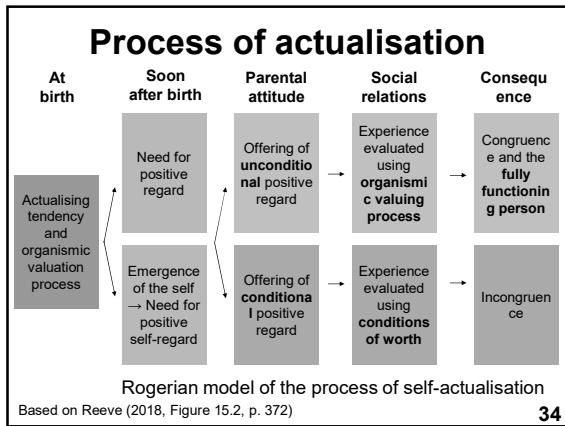 Process of actualisation
At
birth
Soon
after birth
Parental
attitude
Social
relations
Consequ
ence
Actualising
tendency
and
organismic
valuation
process
Need for
positive
regard
Emergence
of the self
→ Need for
positive
self-regard
Offering of
unconditio
nal positive
regard
Offering of
conditiona
l positive
regard
Experience
evaluated
using
organismi
c valuing
process
Experience
evaluated
using
conditions
of worth
Congruenc
e and the
fully
functionin
g person
Incongruen
ce
Rogerian model of the process of self-actualisation
Based on Reeve (2018, Figure 15.2, p. 372)
34